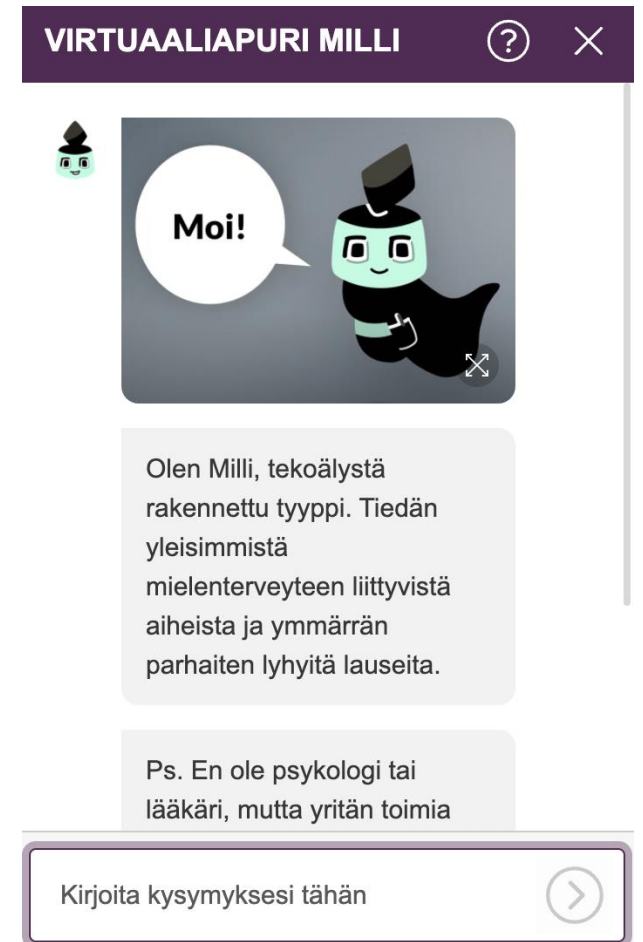 VIRTUAALIAPURI MILLI
Moi!
Olen Milli, tekoälystä
rakennettu tyyppi. Tiedän
yleisimmistä
mielenterveyteen liittyvistä
aiheista ja ymmärrän
parhaiten lyhyitä lauseita.
Ps. En ole psykologi tai
lääkäri, mutta yritän toimia
Kirjoita kysymyksesi tähän